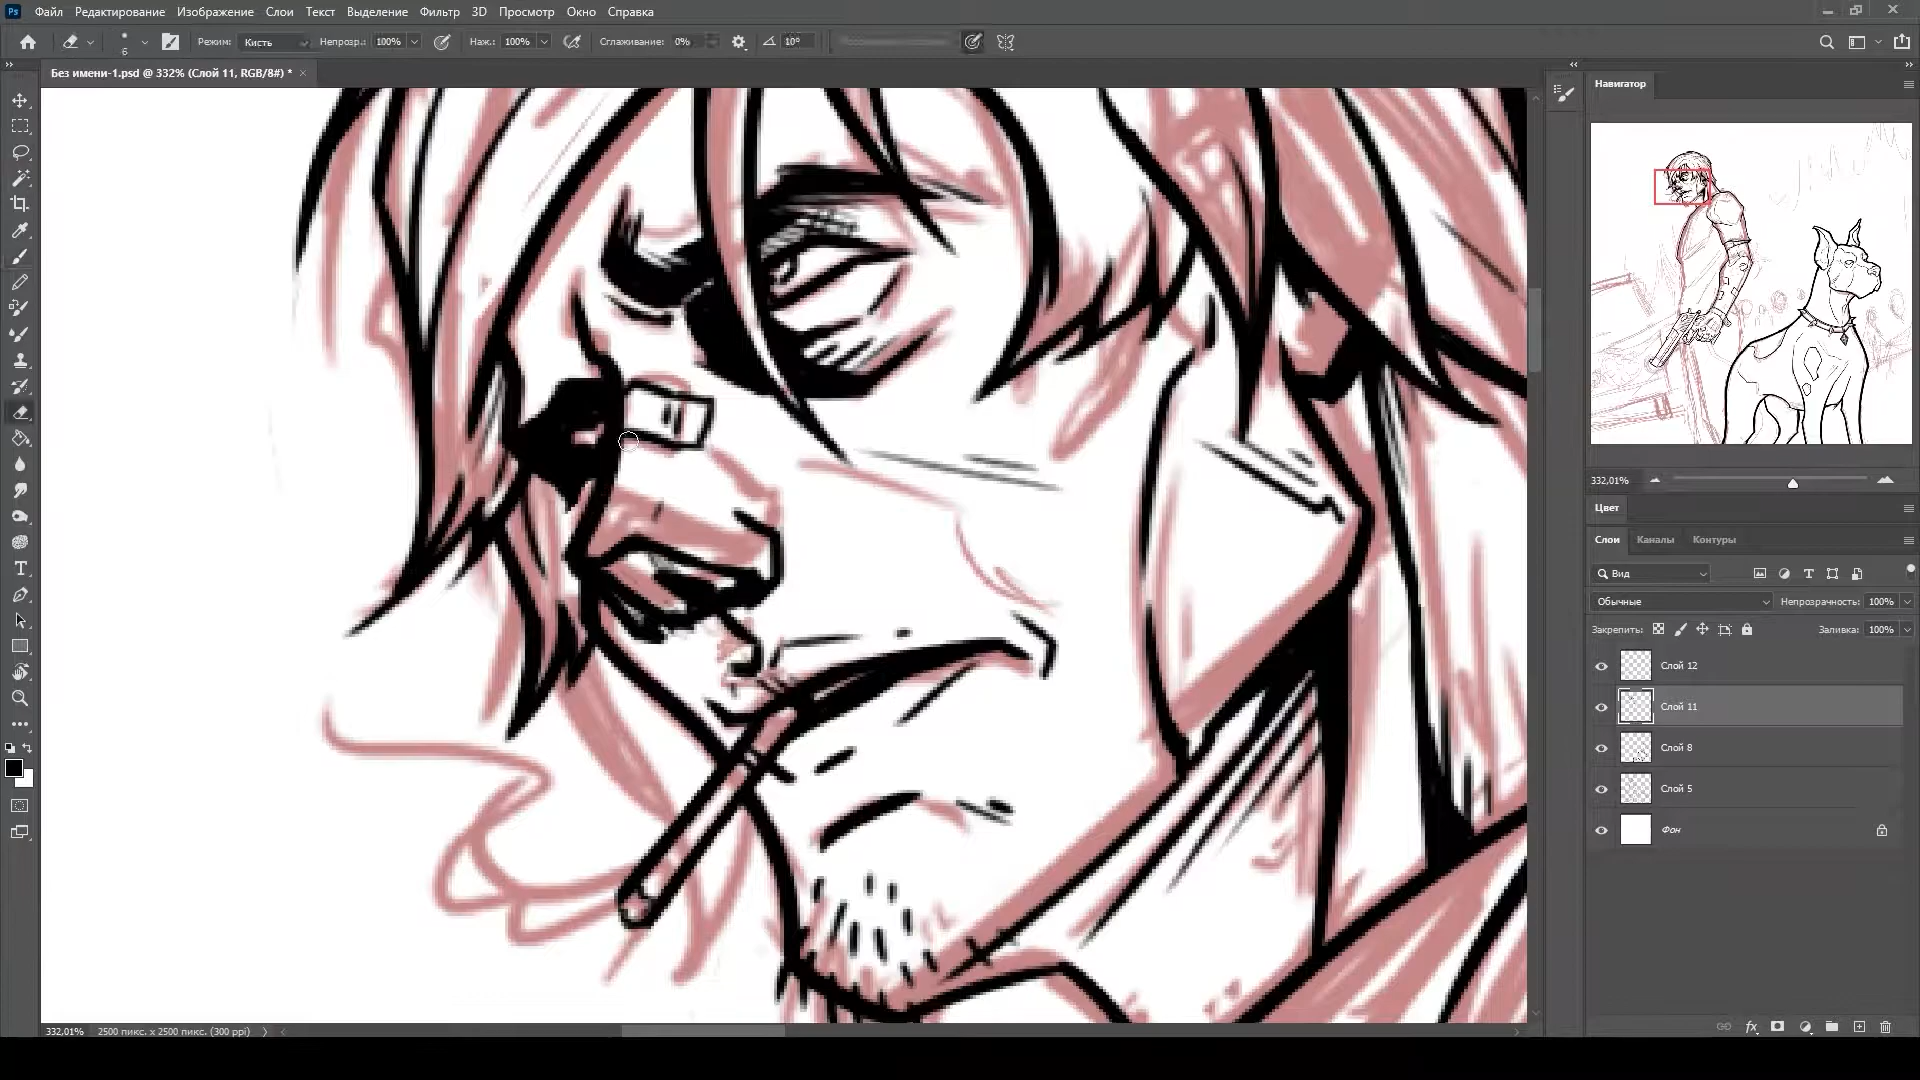 Ps Файл Редактирование Изображение Слои Текст Выделение Фильтр 3D Просмотр Окно Справка
6 Режим: Кисть Непрозр.: 100% Наж.: 100% Сглаживание: 0% 10°
Без имени-1.psd @ 332% (Слой 11, RGB/8#) * ×
Навигатор
332,01%
Цвет
Слои Каналы Контуры
Вид
Обычные Непрозрачность: 100%
Закрепить: Заливка: 100%
Слой 12
Слой 11
Слой 8
Слой 5
Фон
332,01% 2500 пикс. x 2500 пикс. (300 ppi)